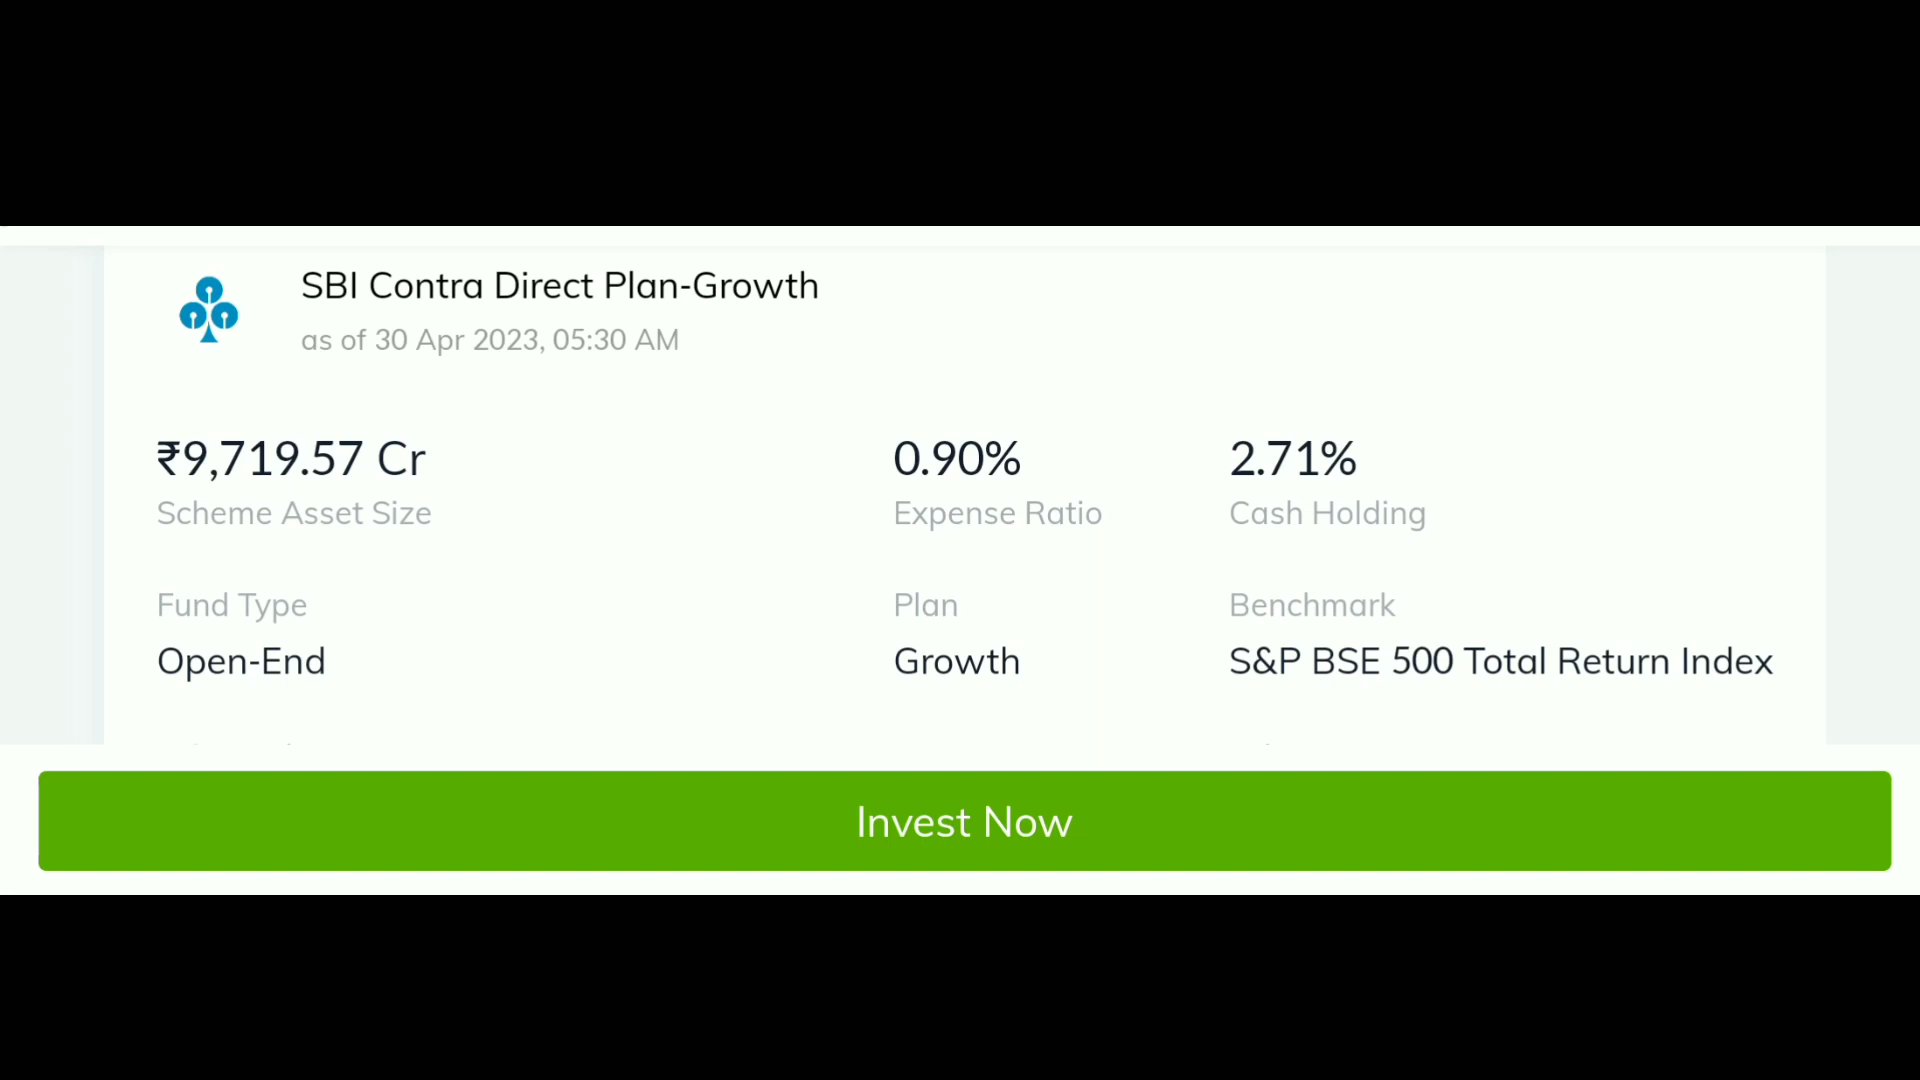 SBI Contra Direct Plan-Growth
as of 30 Apr 2023, 05:30 AM
₹9,719.57 Cr 0.90% 2.71%
Scheme Asset Size Expense Ratio Cash Holding
Fund Type Plan Benchmark
Open-End Growth S&P BSE 500 Total Return Index
Invest Now